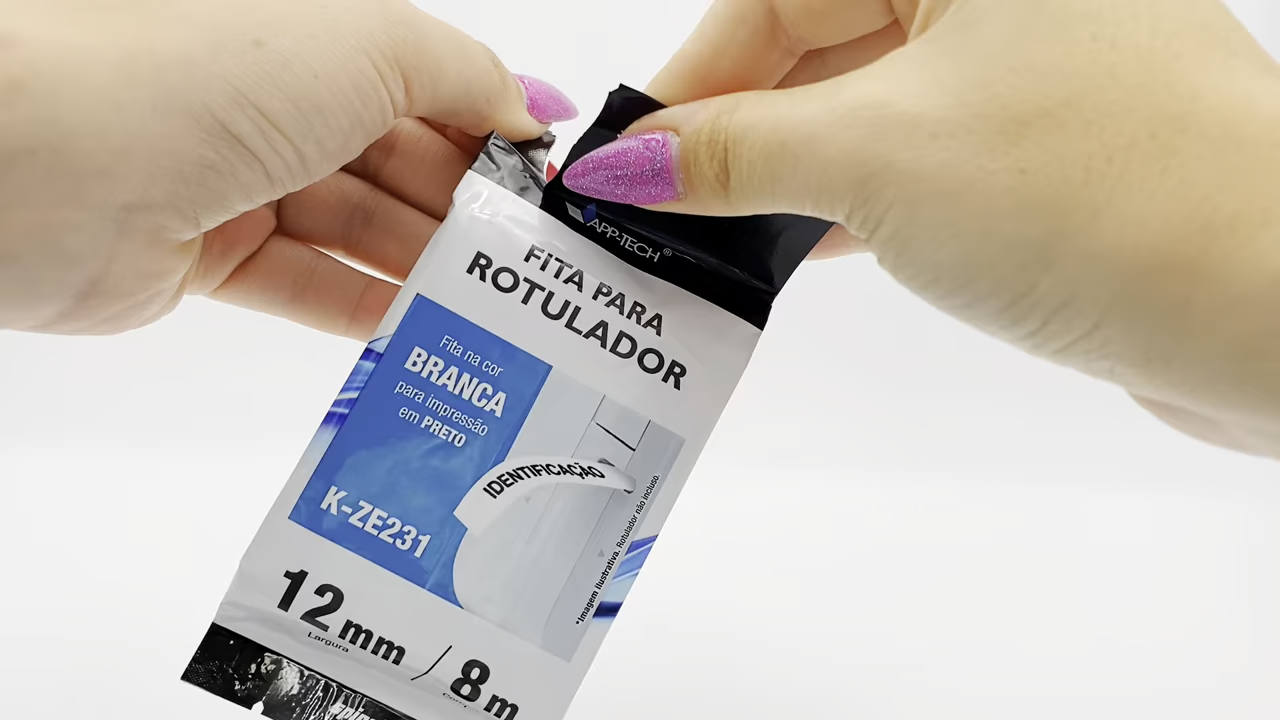 APP-TECH®
FITA PARA
ROTULADOR
Fita na cor
BRANCA
para impressão
em PRETO
IDENTIFICAÇÃO
K-ZE231
*Imagem ilustrativa. Rotulador não incluso.
12 mm / 8 m
Largura